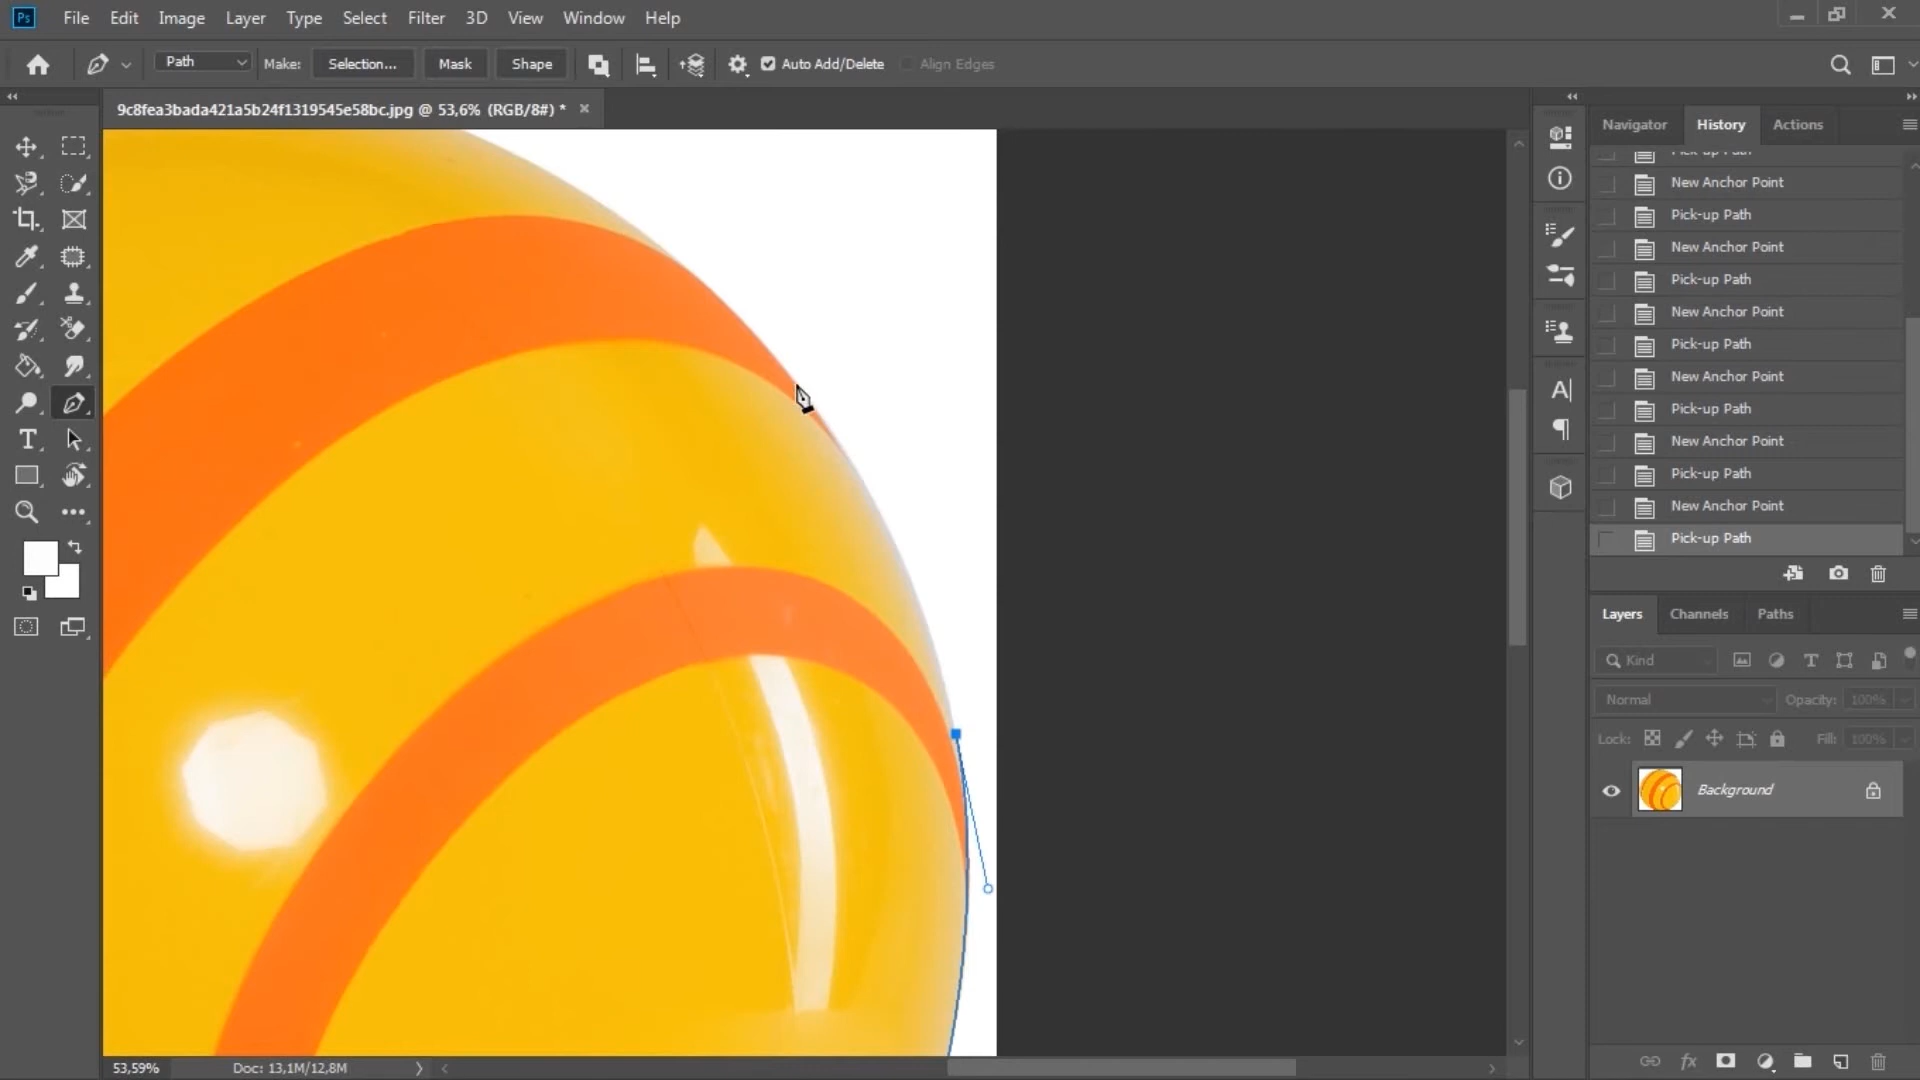 Ps File Edit Image Layer Type Select Filter 3D View Window Help
Path Make: Selection... Mask Shape Auto Add/Delete Align Edges
9c8fea3bada421a5b24f1319545e58bc.jpg @ 53,6% (RGB/8#) *
Navigator History Actions
Pick-up Path
New Anchor Point
Pick-up Path
New Anchor Point
Pick-up Path
New Anchor Point
Pick-up Path
New Anchor Point
Pick-up Path
New Anchor Point
Pick-up Path
New Anchor Point
Pick-up Path
Layers Channels Paths
Kind
Normal Opacity: 100%
Lock: Fill: 100%
Background
53,59% Doc: 13,1M/12,8M